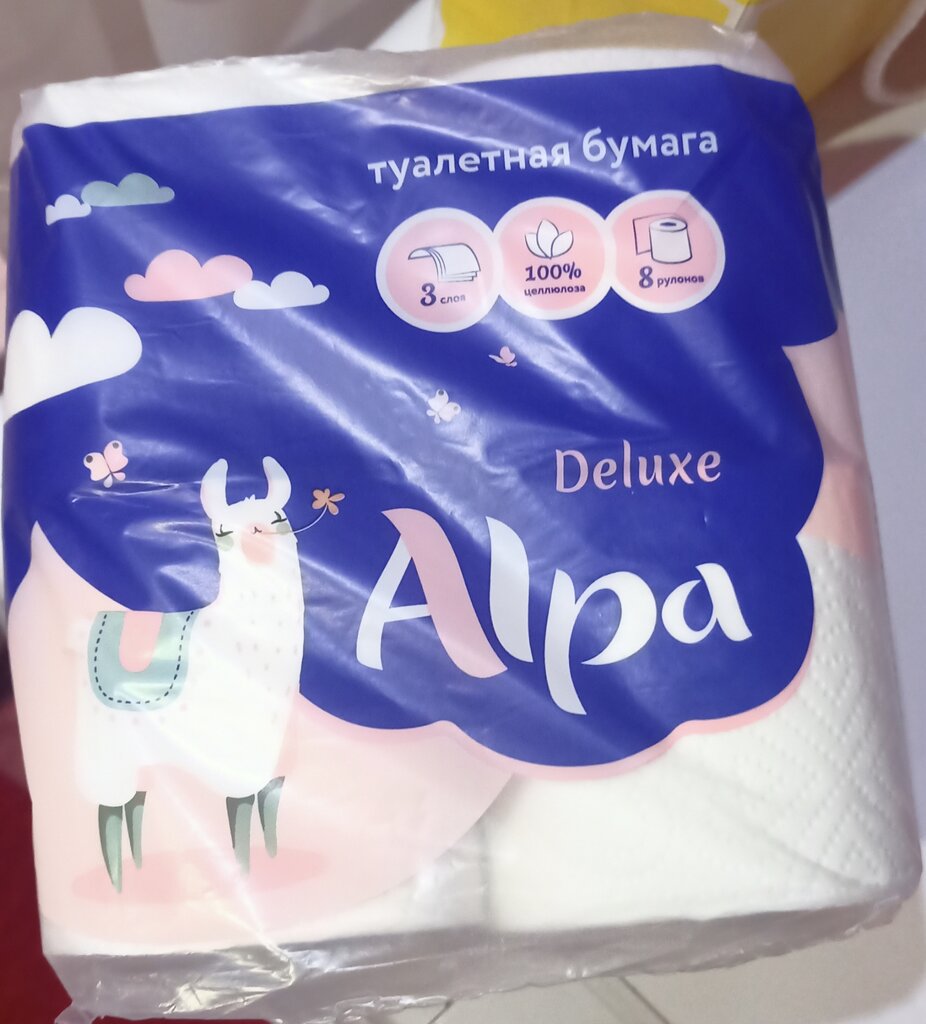 туалетная бумага
3 слоя
100%
целлюлоза
8 рулонов
Deluxe
Alpa